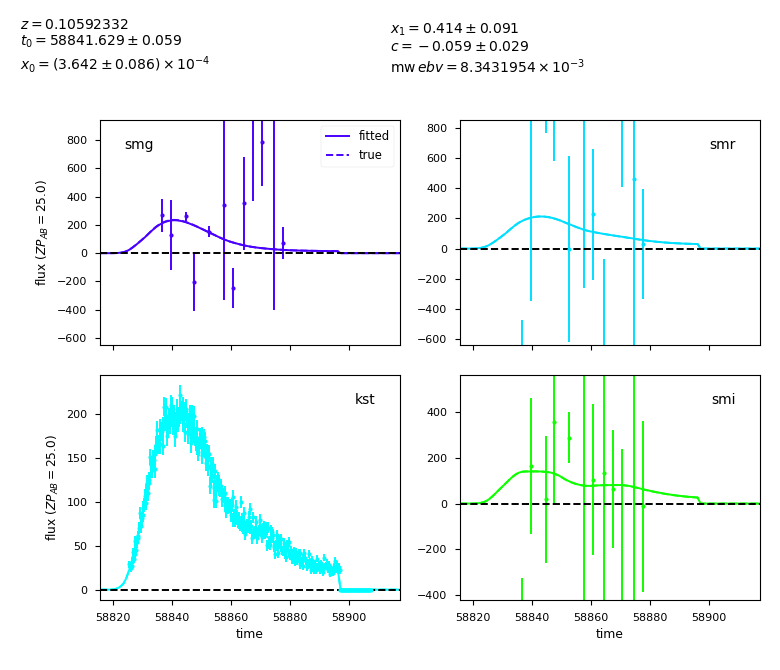 z = 0.10592332
t₀ = 58841.629 ± 0.059
x₀ = (3.642 ± 0.086) × 10⁻⁴
x₁ = 0.414 ± 0.091
c = −0.059 ± 0.029
mw ebv = 8.3431954 × 10⁻³
smg
fitted
true
800
600
400
200
0
−200
−400
−600
flux (ZP_AB = 25.0)
smr
800
600
400
200
0
−200
−400
−600
kst
200
150
100
50
0
flux (ZP_AB = 25.0)
58820 58840 58860 58880 58900
time
smi
400
200
0
−200
−400
58820 58840 58860 58880 58900
time